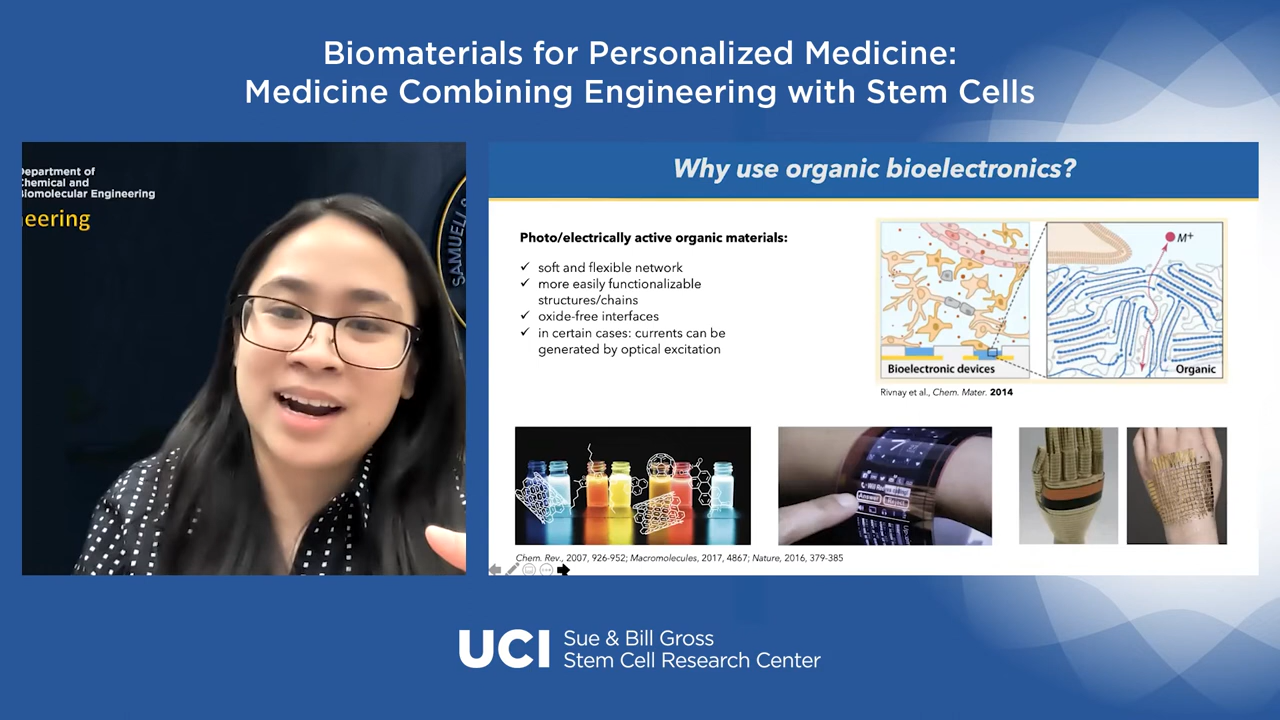 Biomaterials for Personalized Medicine:
Medicine Combining Engineering with Stem Cells
Department of
Chemical and
Biomolecular Engineering
eering
SAMUELI
Why use organic bioelectronics?
Photo/electrically active organic materials:
✓ soft and flexible network
✓ more easily functionalizable
structures/chains
✓ oxide-free interfaces
✓ in certain cases: currents can be
generated by optical excitation
M⁺
Bioelectronic devices
Organic
Rivnay et al., Chem. Mater. 2014
Answer
Chem. Rev., 2007, 926-952; Macromolecules, 2017, 4867; Nature, 2016, 379-385
UCI
Sue & Bill Gross
Stem Cell Research Center